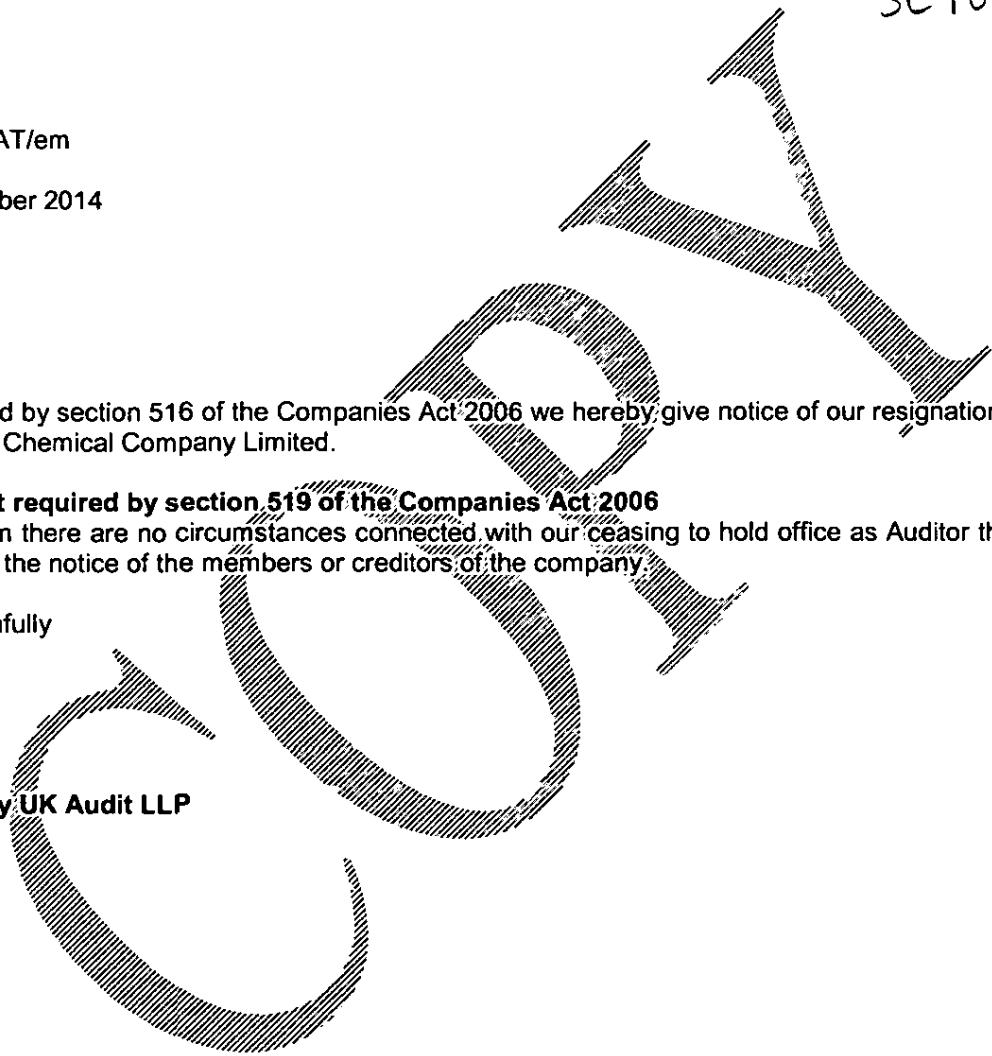 AT/em
ber 2014
d by section 516 of the Companies Act 2006 we hereby give notice of our resignation
Chemical Company Limited.
t required by section 519 of the Companies Act 2006
n there are no circumstances connected with our ceasing to hold office as Auditor th
the notice of the members or creditors of the company.
fully
y UK Audit LLP
COPY